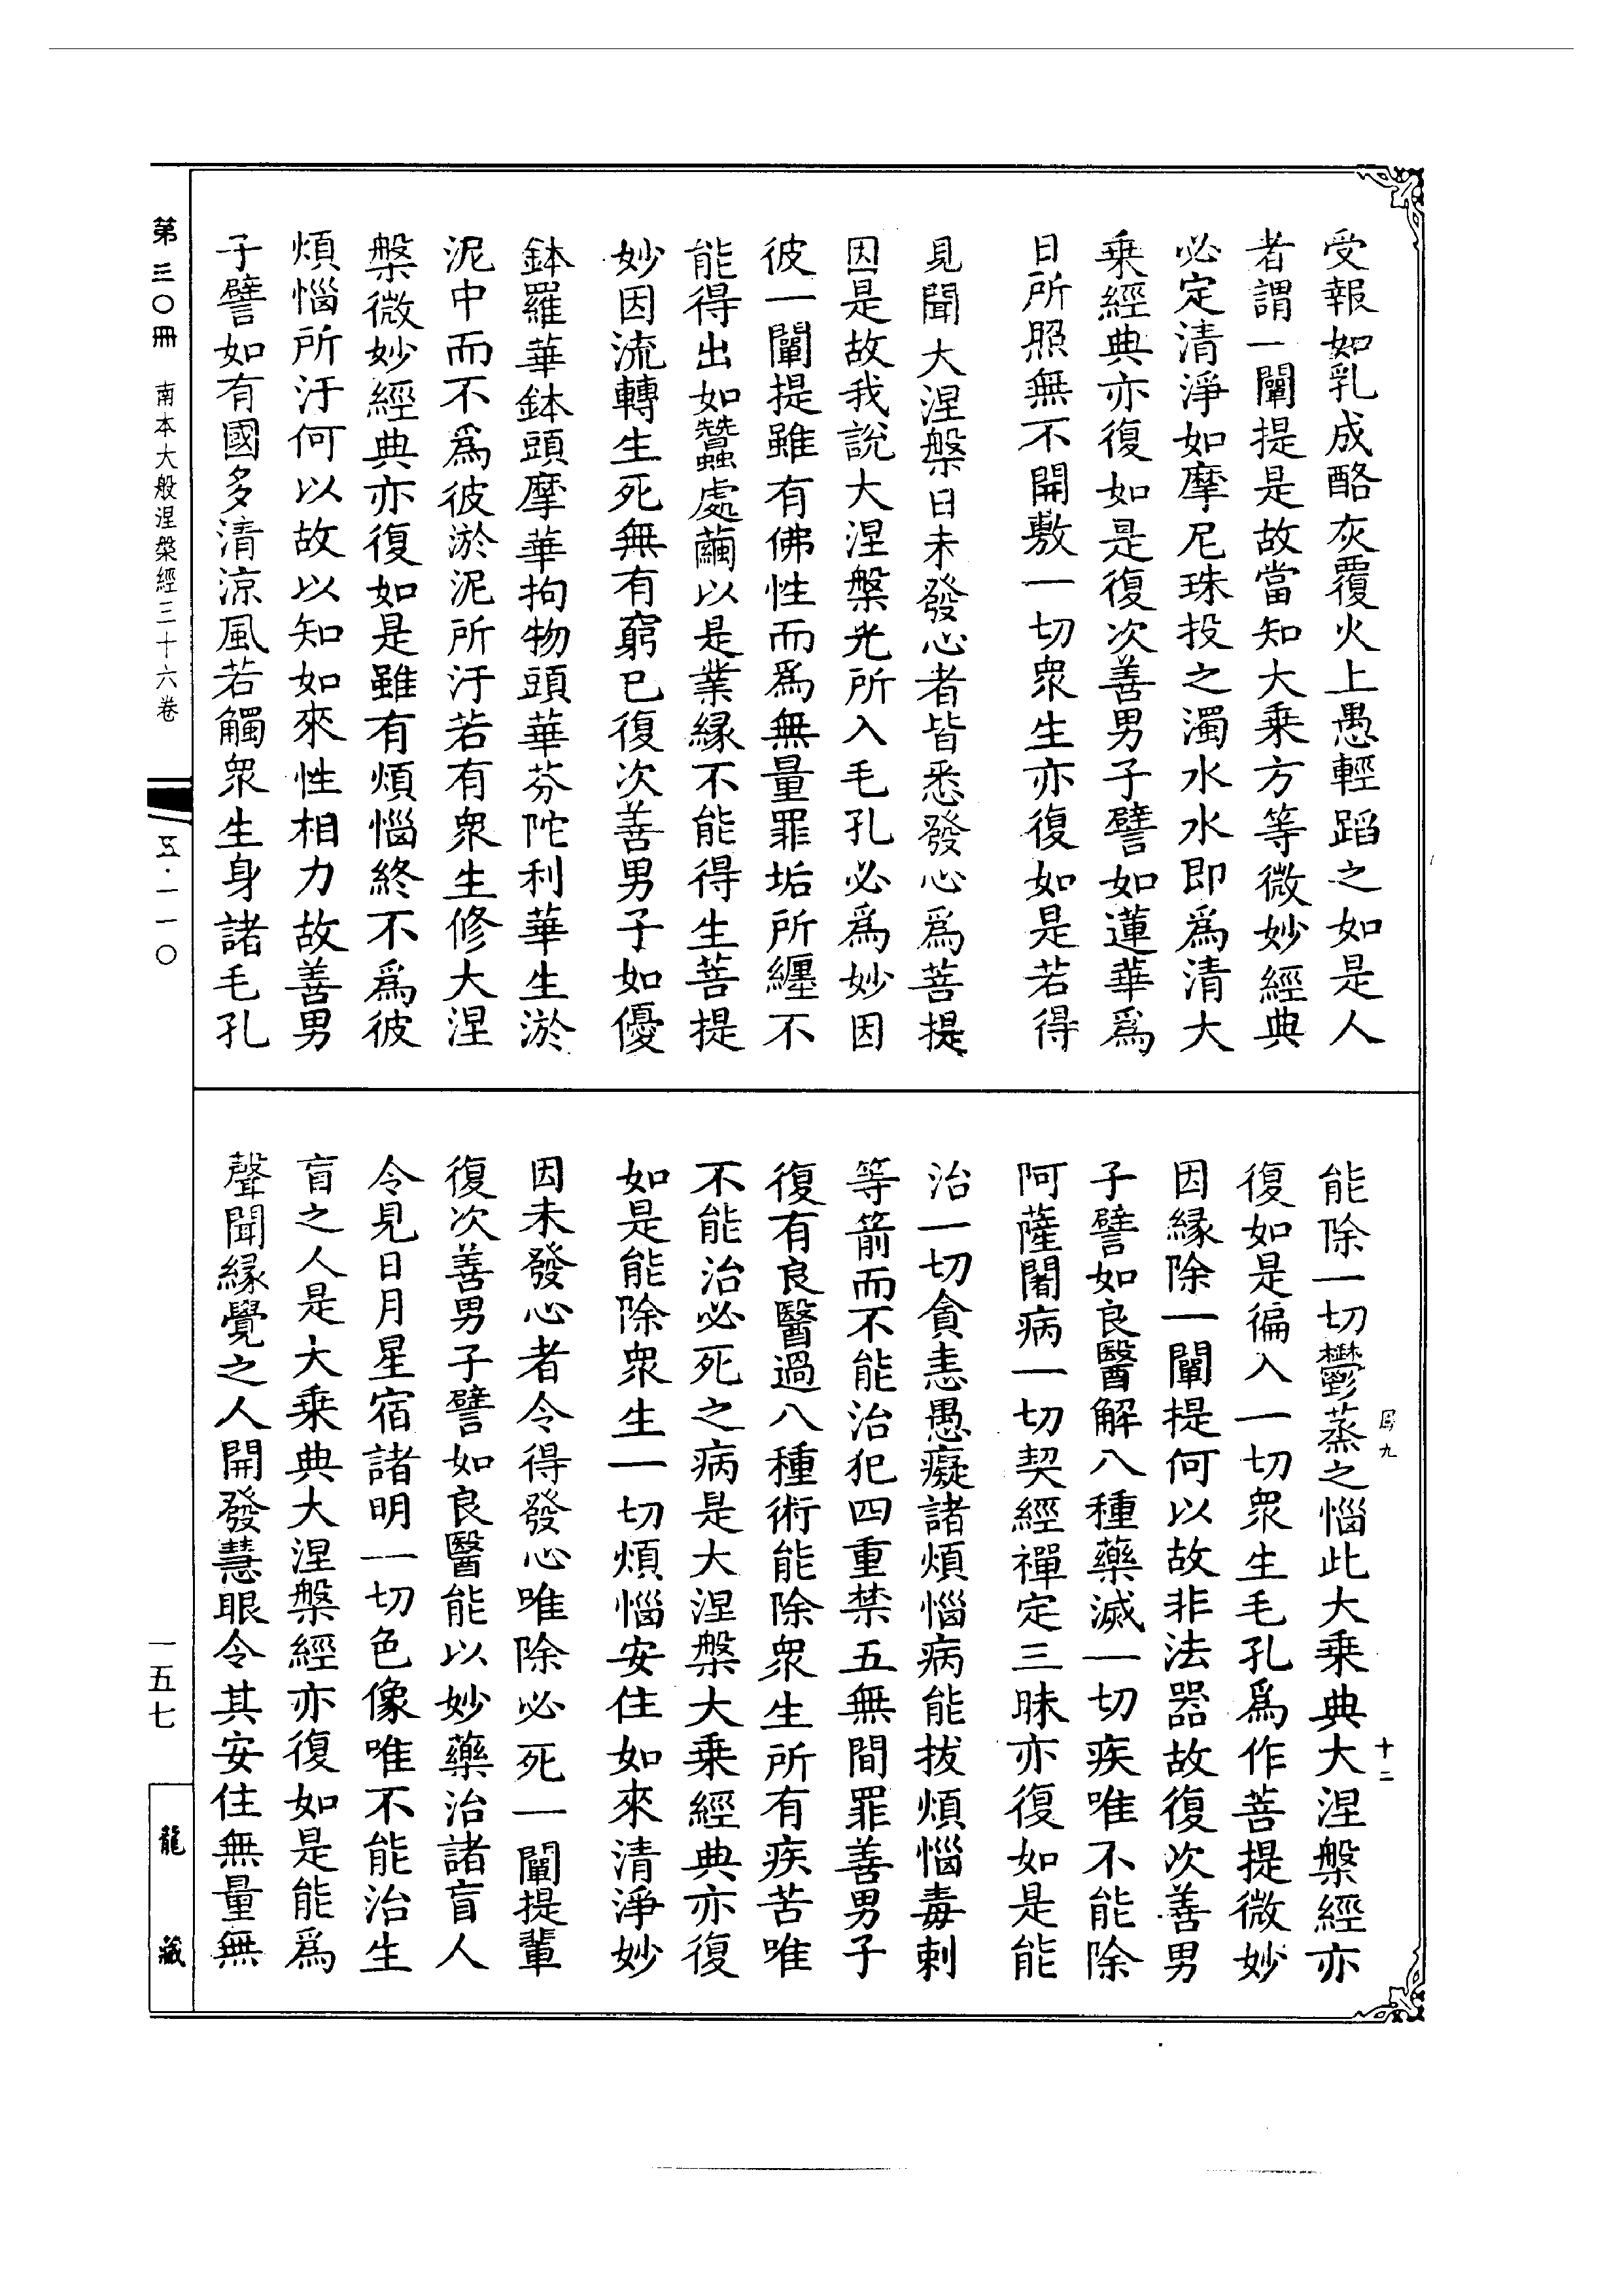 受報如乳成酪灰覆火上愚輕蹈之如是人
者謂一闡提是故當知大乗方等微妙經典
必定清淨如摩尼珠投之濁水水即為清大
乗經典亦復如是復次善男子譬如蓮華為
日所照無不開敷一切衆生亦復如是若得
見聞大涅槃日未發心者皆悉發心為菩提
因是故我說大涅槃光所入毛孔必為妙因
彼一闡提雖有佛性而為無量罪垢所纒不
能得出如蠶處繭以是業緣不能得生菩提
妙因流轉生死無有窮已復次善男子如優
鉢羅華鉢頭摩華拘物頭華芬陀利華生淤
泥中而不為彼淤泥所汙若有衆生修大涅
槃微妙經典亦復如是雖有煩惱終不為彼
煩惱所汙何以故以知如來性相力故善男
子譬如有國多清涼風若觸衆生身諸毛孔
能除一切鬱蒸之惱此大乗典大涅槃經亦
復如是徧入一切衆生毛孔為作菩提微妙
因緣除一闡提何以故非法器故復次善男
子譬如良醫解八種藥滅一切疾唯不能除
阿薩闍病一切契經禪定三昧亦復如是能
治一切貪恚愚癡諸煩惱病能拔煩惱毒刺
等箭而不能治犯四重禁五無間罪善男子
復有良醫過八種術能除衆生所有疾苦唯
不能治必死之病是大涅槃大乗經典亦復
如是能除衆生一切煩惱安住如來清淨妙
因未發心者令得發心唯除必死一闡提輩
復次善男子譬如良醫能以妙藥治諸盲人
令見日月星宿諸明一切色像唯不能治生
盲之人是大乗典大涅槃經亦復如是能為
聲聞緣覺之人開發慧眼令其安住無量無
九
十二
第三〇冊 南本大般涅槃經三十六卷
五·一一〇
一五七
龍藏